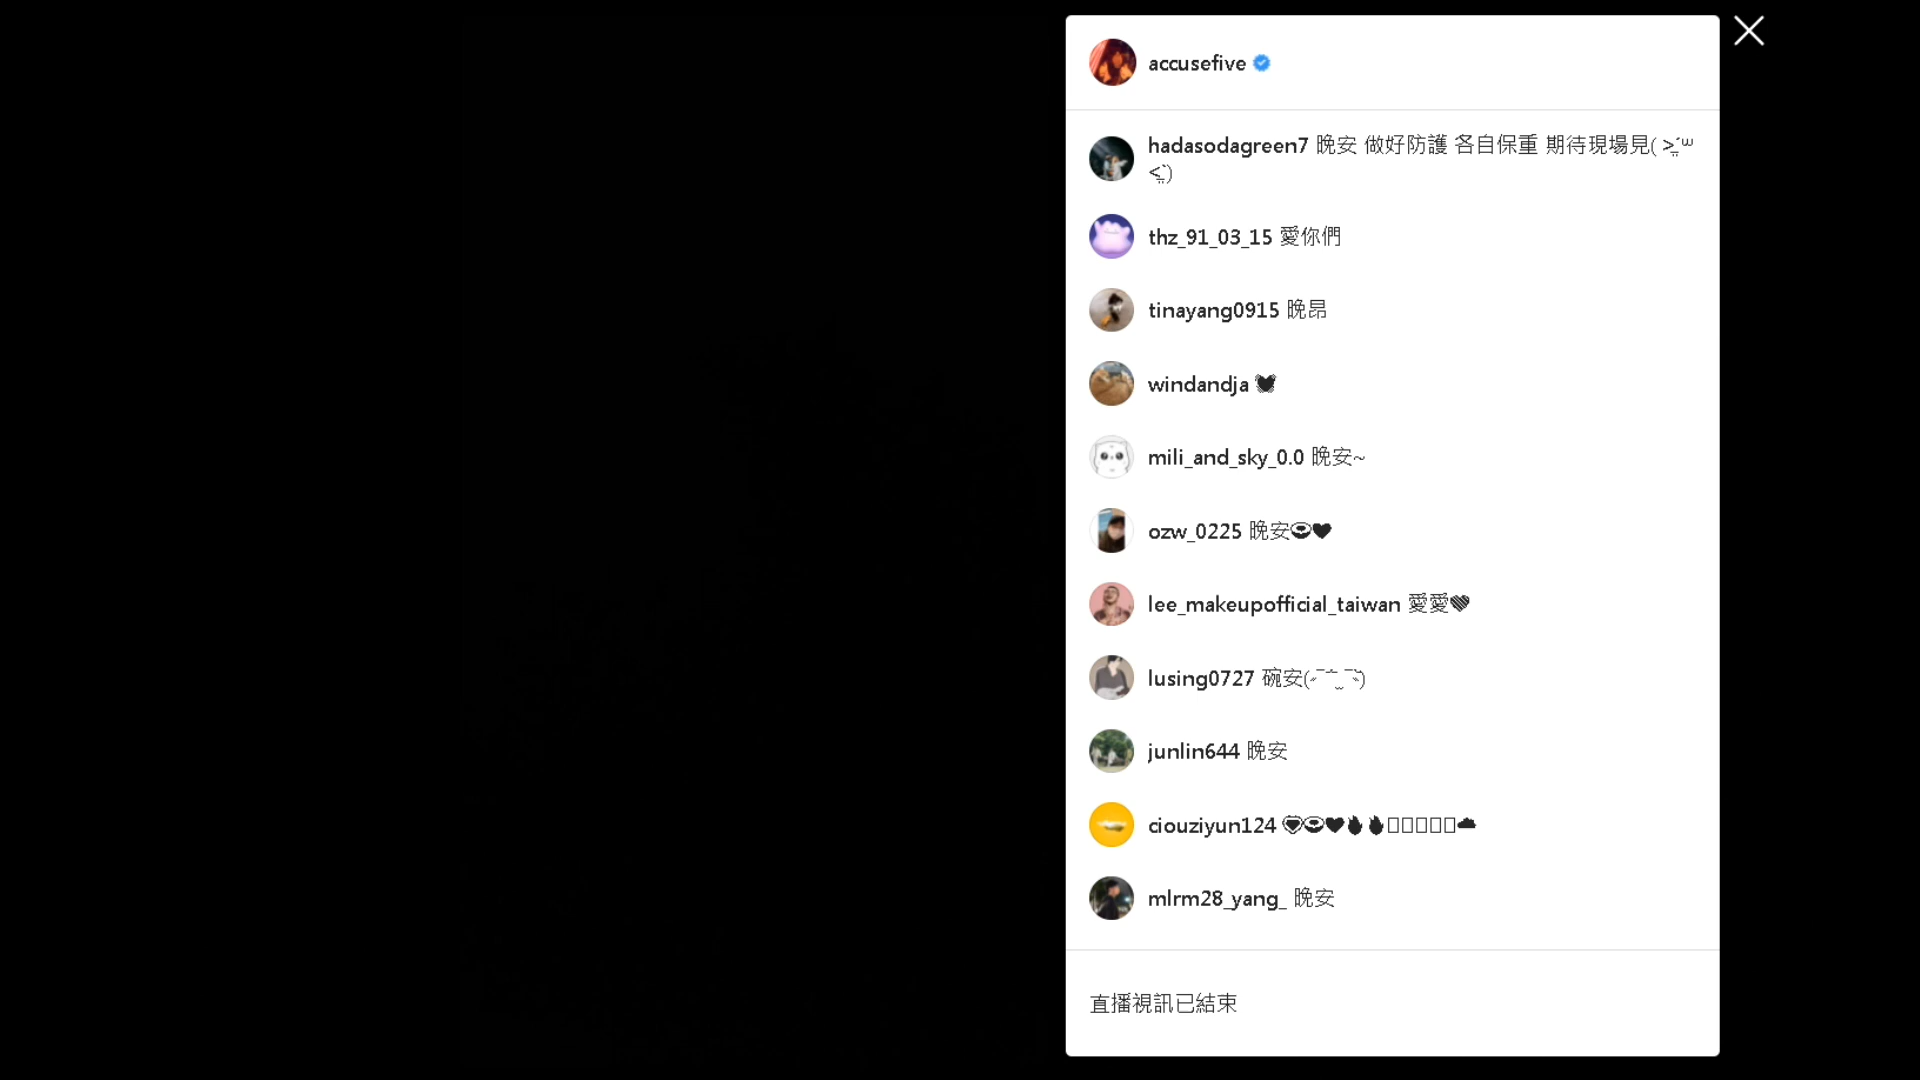 accusefive
hadasodagreen7 晚安 做好防護 各自保重 期待現場見( >͈ ́꒳ 
<͈ ̀)
thz_91_03_15 愛你們
tinayang0915 晚昂
windandja 💓
mili_and_sky_0.0 晚安~
ozw_0225 晚安🍩❤
lee_makeupofficial_taiwan 愛愛
lusing0727 碗安
junlin644 晚安
ciouziyun124
mlrm28_yang_ 晚安
直播視訊已結束